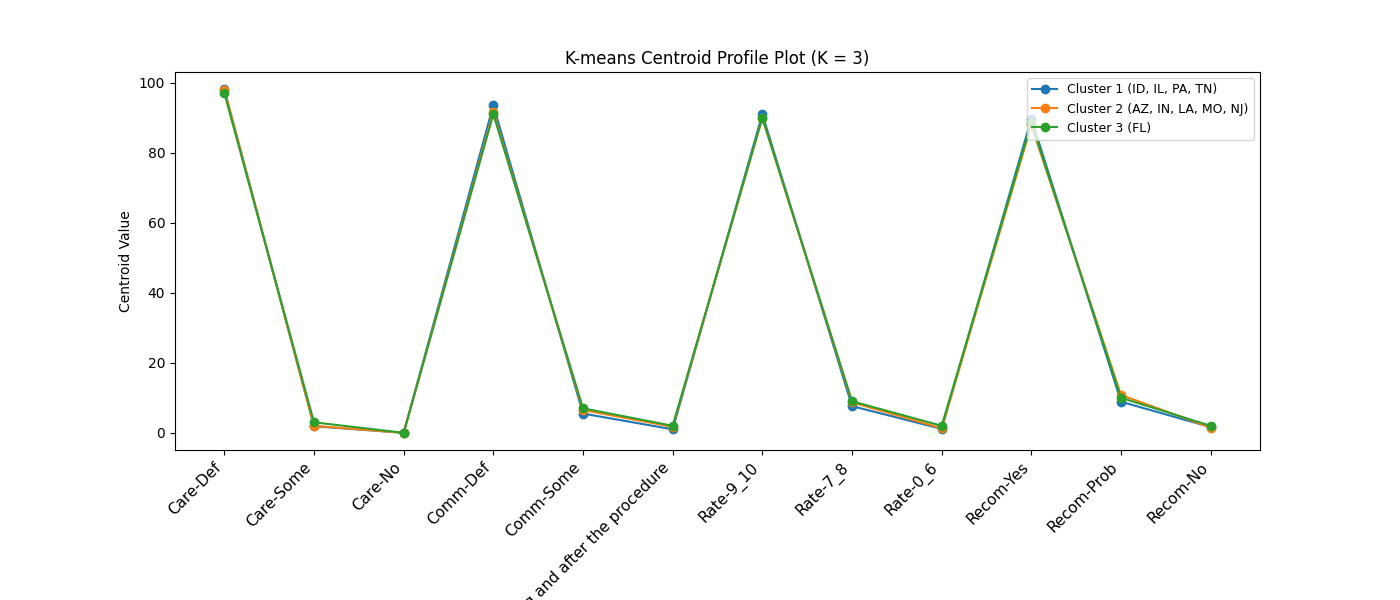 K-means Centroid Profile Plot (K = 3)
Cluster 1 (ID, IL, PA, TN)
Cluster 2 (AZ, IN, LA, MO, NJ)
Cluster 3 (FL)
Centroid Value
100
80
60
40
20
0
Care-Def
Care-Some
Care-No
Comm-Def
Comm-Some
and after the procedure
Rate-9_10
Rate-7_8
Rate-0_6
Recom-Yes
Recom-Prob
Recom-No